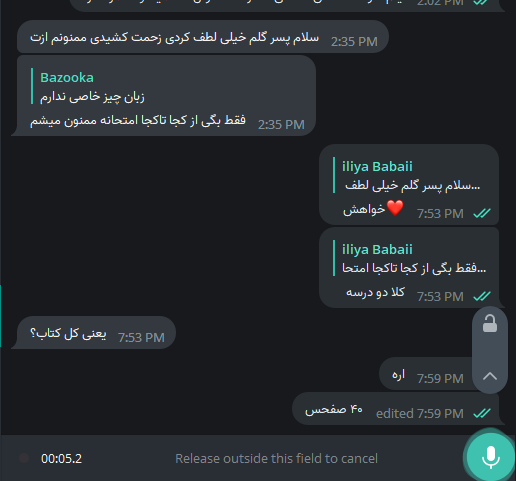 2:02 PM
سلام پسر گلم خیلی لطف کردی زحمت کشیدی ممنونم ازت
2:35 PM
Bazooka
زبان چیز خاصی ندارم
فقط بگی از کجا تاکجا امتحانه ممنون میشم
2:35 PM
iliya Babaii
سلام پسر گلم خیلی لطف...
خواهش❤️
7:53 PM
iliya Babaii
فقط بگی از کجا تاکجا امتحا...
کلا دو درسه
7:53 PM
یعنی کل کتاب؟
7:53 PM
اره
7:59 PM
۴۰ صفحس
edited 7:59 PM
00:05.2
Release outside this field to cancel